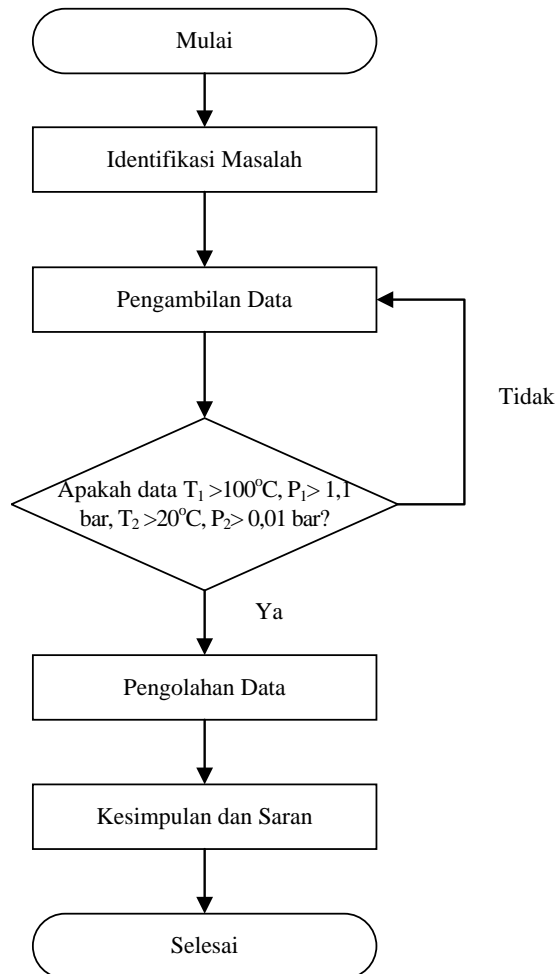 Mulai
Identifikasi Masalah
Pengambilan Data
Tidak
Apakah data T₁ >100°C, P₁> 1,1
bar, T₂ >20°C, P₂> 0,01 bar?
Ya
Pengolahan Data
Kesimpulan dan Saran
Selesai